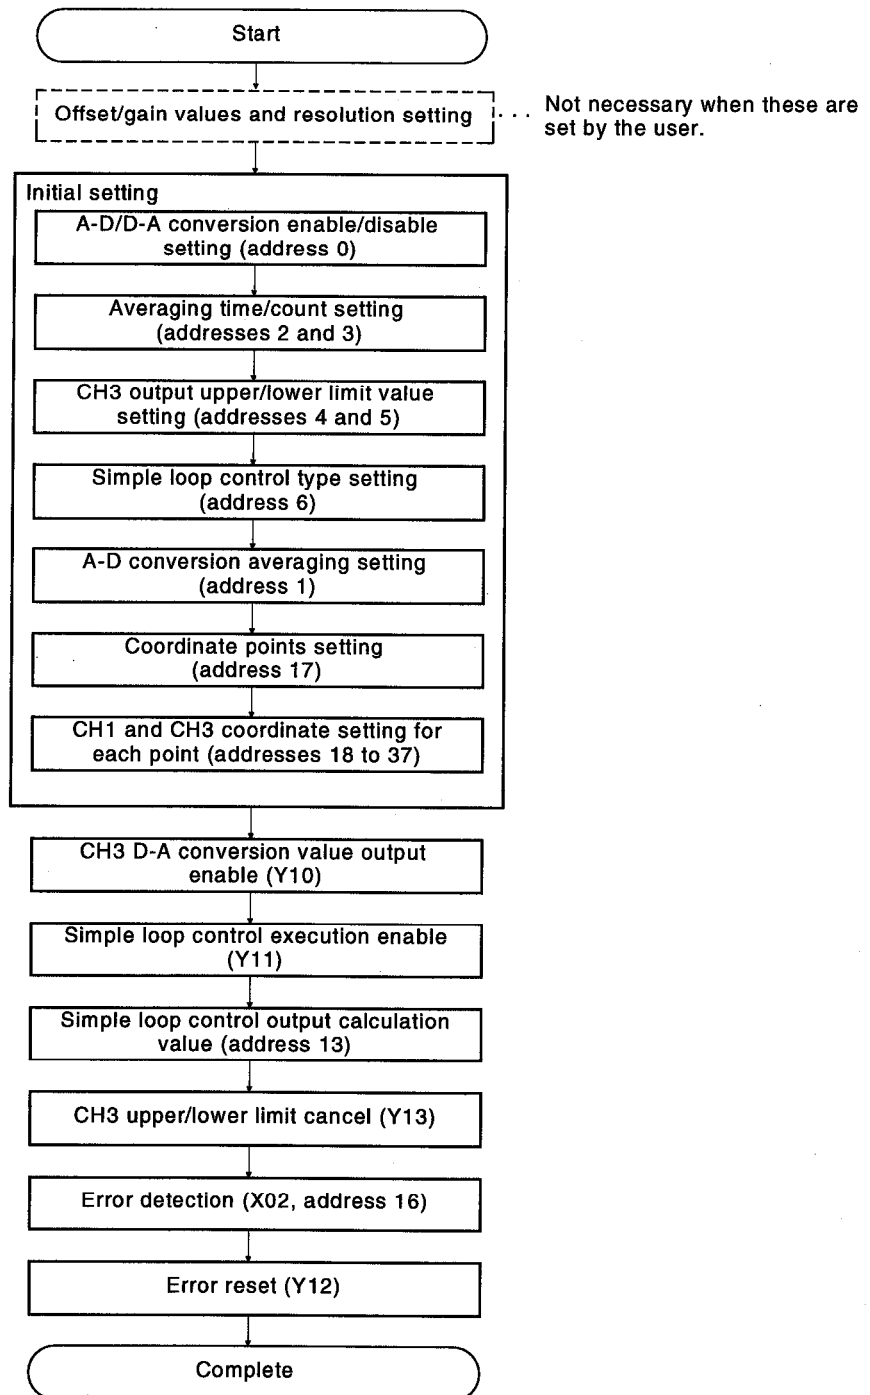 Start
Offset/gain values and resolution setting
. . . Not necessary when these are
set by the user.
Initial setting
A-D/D-A conversion enable/disable
setting (address 0)
Averaging time/count setting
(addresses 2 and 3)
CH3 output upper/lower limit value
setting (addresses 4 and 5)
Simple loop control type setting
(address 6)
A-D conversion averaging setting
(address 1)
Coordinate points setting
(address 17)
CH1 and CH3 coordinate setting for
each point (addresses 18 to 37)
CH3 D-A conversion value output
enable (Y10)
Simple loop control execution enable
(Y11)
Simple loop control output calculation
value (address 13)
CH3 upper/lower limit cancel (Y13)
Error detection (X02, address 16)
Error reset (Y12)
Complete